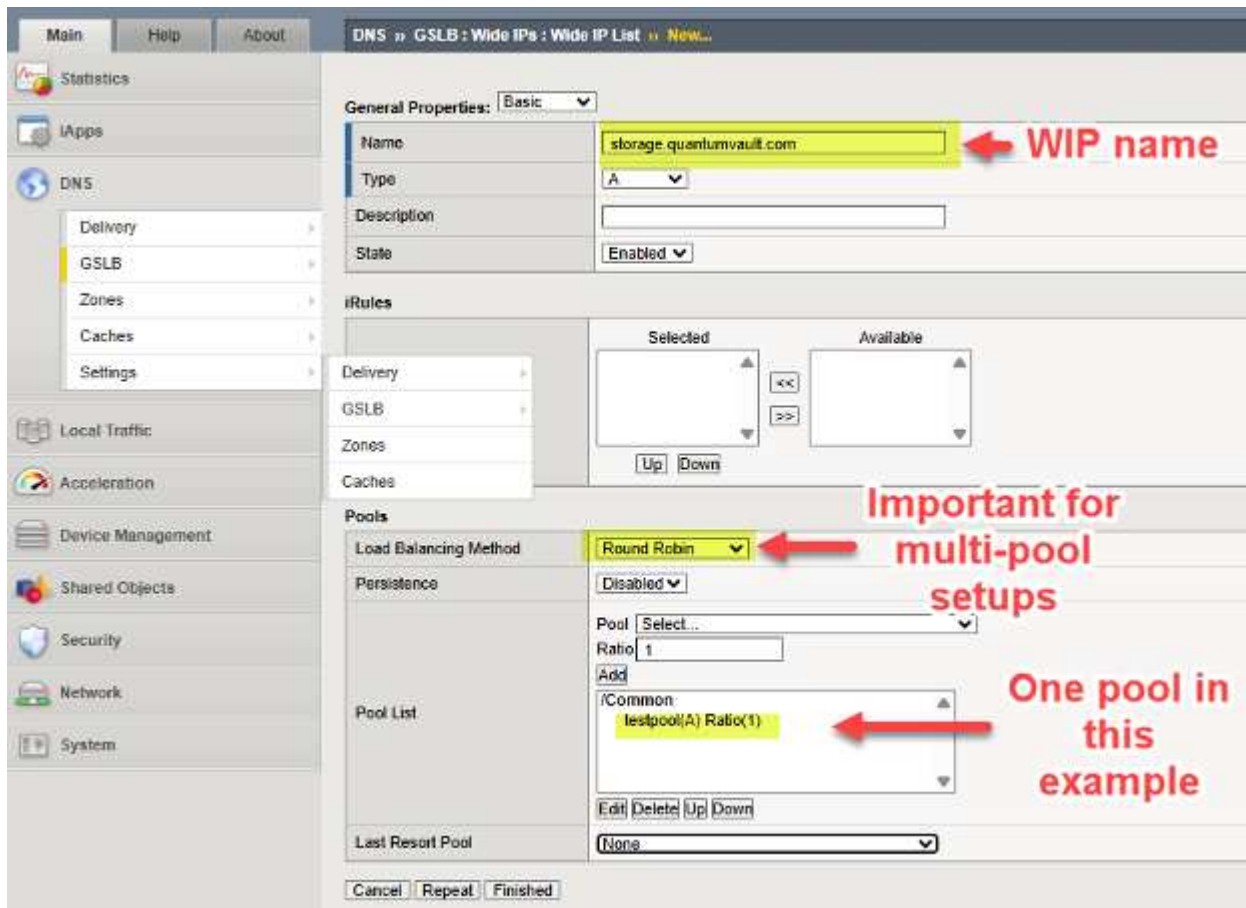 Main Help About
DNS » GSLB : Wide IPs : Wide IP List » New...
Statistics
iApps
DNS
Delivery
GSLB
Zones
Caches
Settings
Delivery
GSLB
Zones
Caches
Local Traffic
Acceleration
Device Management
Shared Objects
Security
Network
System
General Properties: Basic
Name storage.quantumvault.com
WIP name
Type A
Description
State Enabled
iRules
Selected Available
<<
>>
Up Down
Pools
Load Balancing Method Round Robin
Important for
multi-pool
setups
Persistence Disabled
Pool List
Pool Select...
Ratio 1
Add
/Common
testpool(A) Ratio(1)
One pool in
this
example
Edit Delete Up Down
Last Resort Pool None
Cancel Repeat Finished